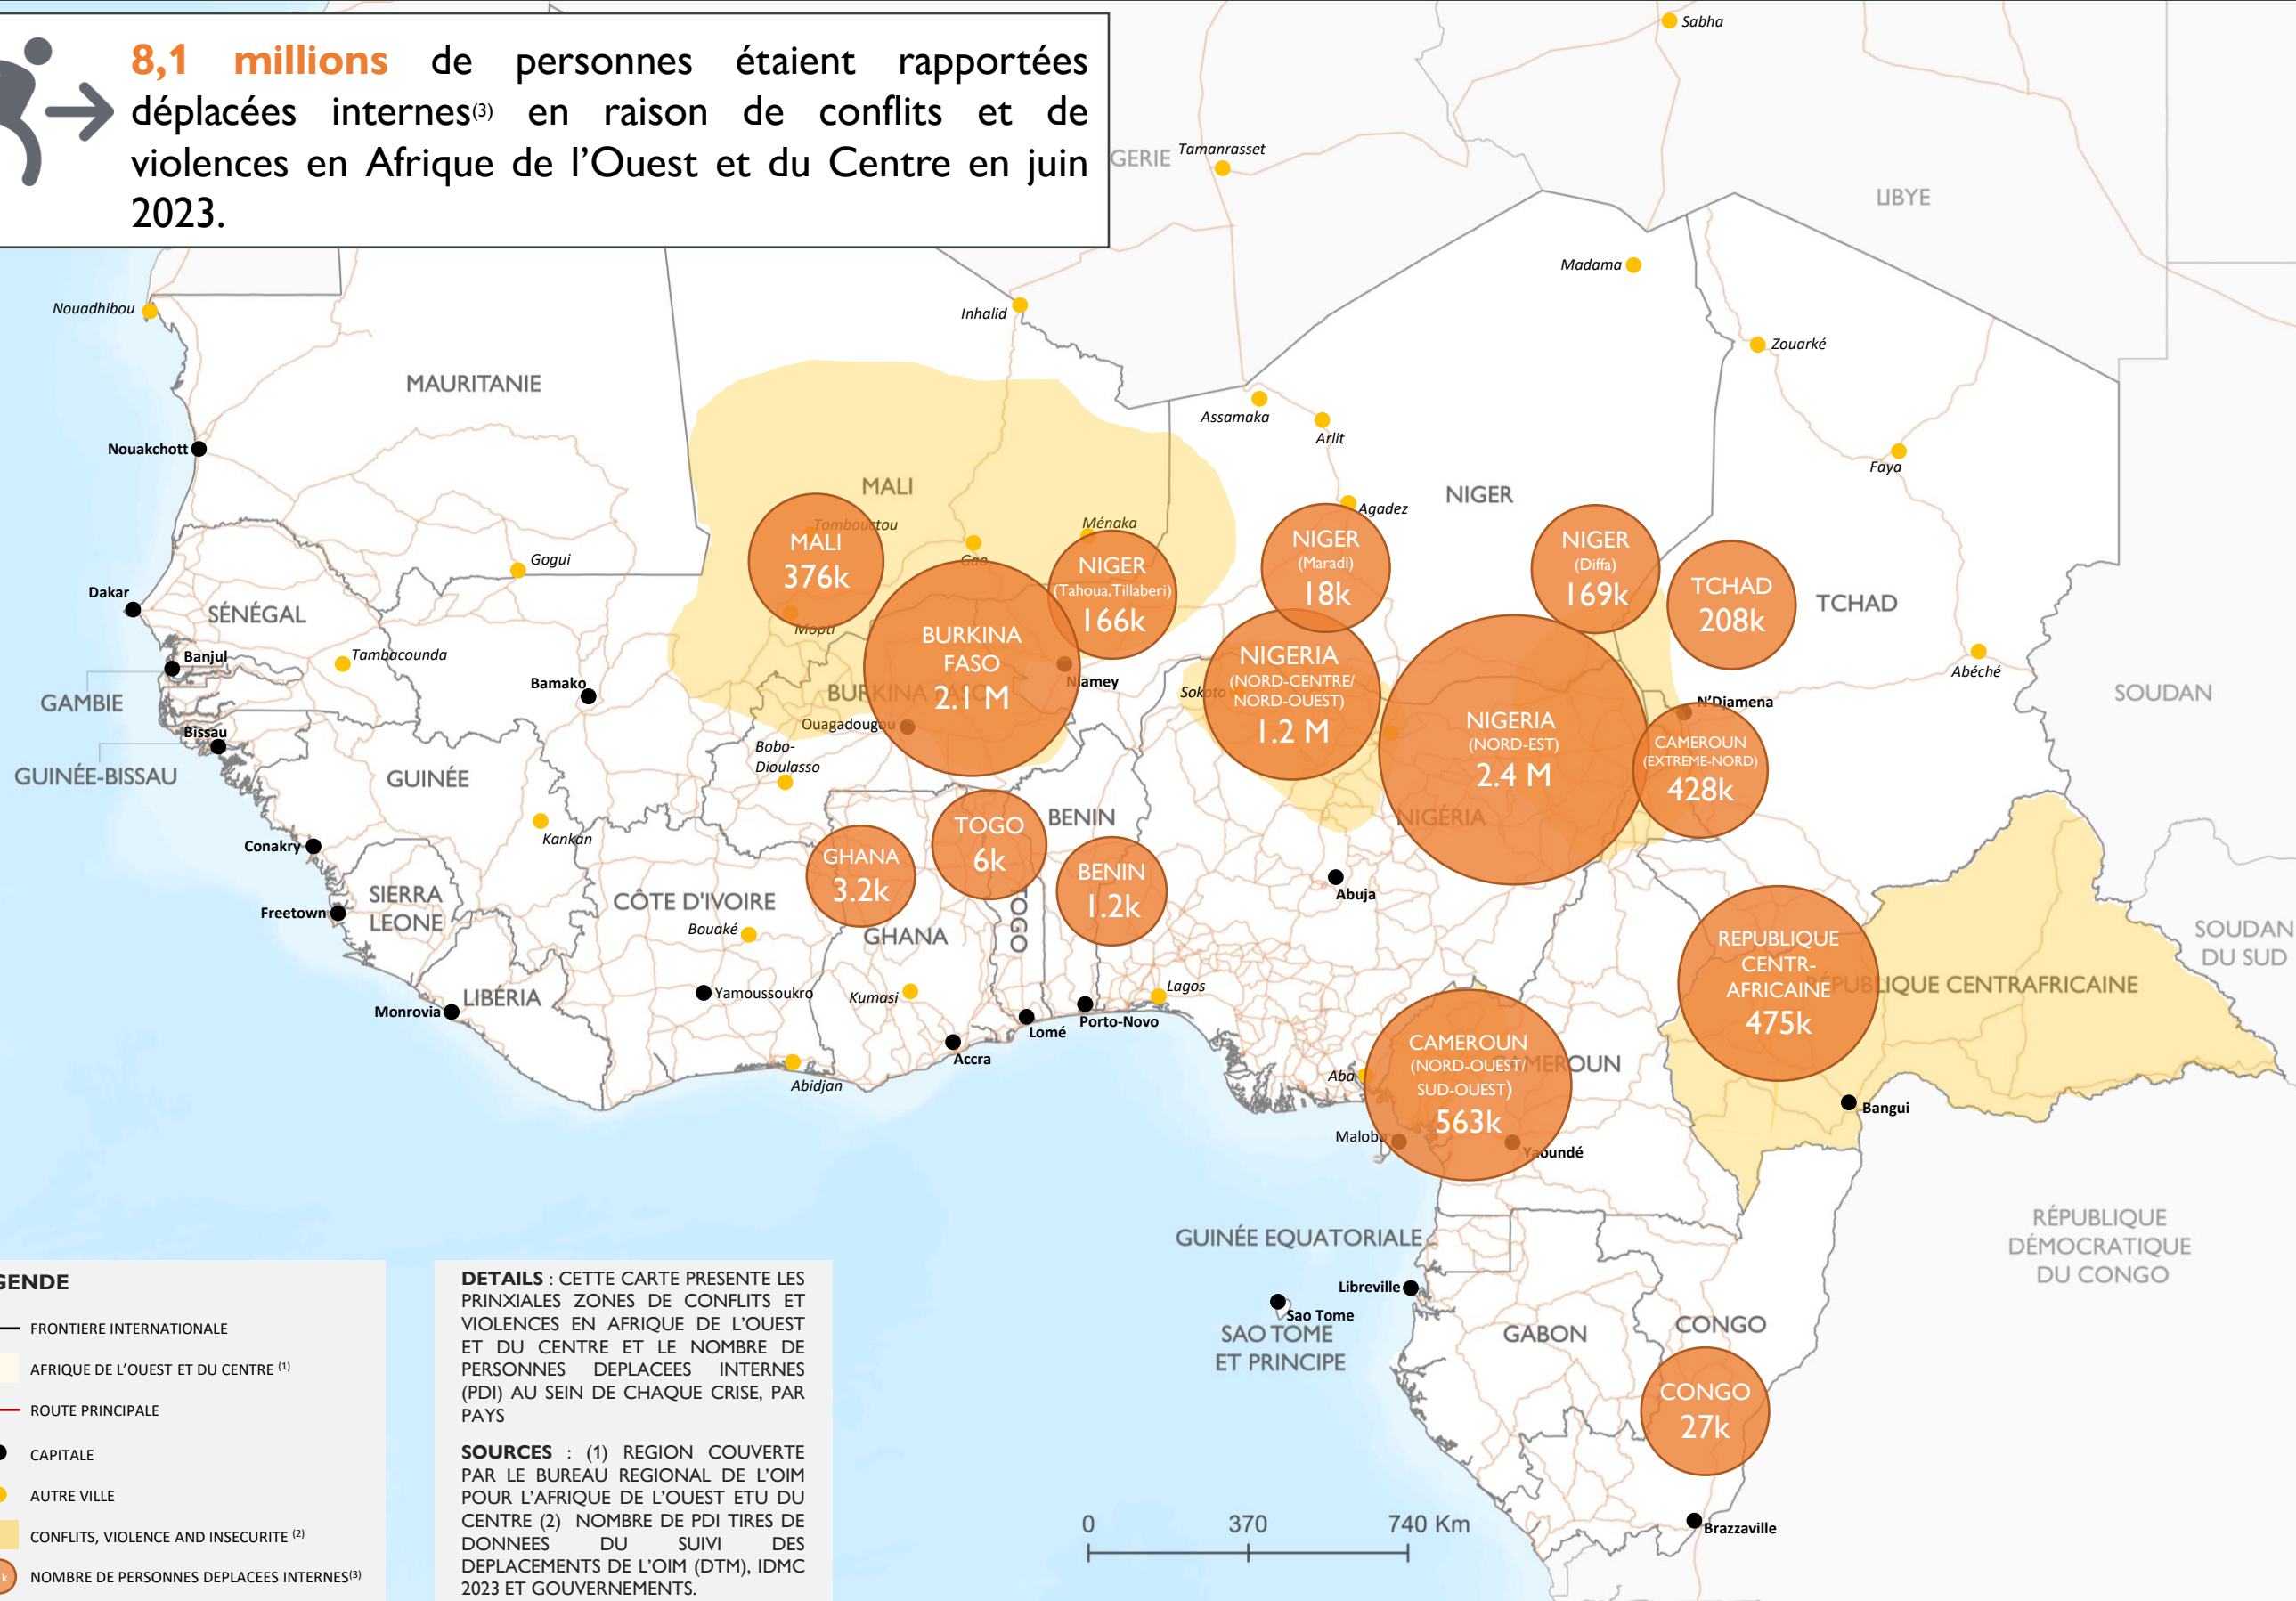 8,1 millions de personnes étaient rapportées
déplacées internes(3) en raison de conflits et de
violences en Afrique de l'Ouest et du Centre en juin
2023.
Sabha
GERIE
Tamanrasset
LIBYE
Madama
Nouadhibou
Inhalid
Zouarké
MAURITANIE
Assamaka
Arlit
Nouakchott
Faya
MALI
NIGER
Agadez
Tombouctou
Ménaka
Gao
Gogui
MALI
376k
NIGER
(Tahoua,Tillaberi)
166k
NIGER
(Maradi)
18k
NIGER
(Diffa)
169k
TCHAD
208k
TCHAD
Dakar
SÉNÉGAL
Mopti
Tambacounda
Banjul
Bamako
GAMBIE
BURKINA
FASO
2.1 M
BURKINA FASO
Niamey
Sokoto
NIGERIA
(NORD-CENTRE/
NORD-OUEST)
1.2 M
Abéché
SOUDAN
N'Djamena
Ouagadougou
Bissau
GUINÉE-BISSAU
GUINÉE
Bobo-
Dioulasso
NIGERIA
(NORD-EST)
2.4 M
CAMEROUN
(EXTREME-NORD)
428k
NIGÉRIA
BENIN
TOGO
6k
Kankan
Conakry
GHANA
3.2k
BENIN
1.2k
SIERRA
LEONE
Freetown
CÔTE D'IVOIRE
Abuja
Bouaké
GHANA
TOGO
SOUDAN
DU SUD
REPUBLIQUE
CENTR-
AFRICAINE
475k
RÉPUBLIQUE CENTRAFRICAINE
LIBÉRIA
Monrovia
Yamoussoukro
Kumasi
Lagos
Lomé
Porto-Novo
Accra
Abidjan
Aba
CAMEROUN
(NORD-OUEST/
SUD-OUEST)
563k
CAMEROUN
Bangui
Malobo
Yaoundé
GUINÉE EQUATORIALE
RÉPUBLIQUE
DÉMOCRATIQUE
DU CONGO
Libreville
Sao Tome
SAO TOME
ET PRINCIPE
GABON
CONGO
CONGO
27k
Brazzaville
0 370 740 Km
GENDE
FRONTIERE INTERNATIONALE
AFRIQUE DE L'OUEST ET DU CENTRE (1)
ROUTE PRINCIPALE
CAPITALE
AUTRE VILLE
CONFLITS, VIOLENCE AND INSECURITE (2)
k NOMBRE DE PERSONNES DEPLACEES INTERNES(3)
DETAILS : CETTE CARTE PRESENTE LES
PRINXIALES ZONES DE CONFLITS ET
VIOLENCES EN AFRIQUE DE L'OUEST
ET DU CENTRE ET LE NOMBRE DE
PERSONNES DEPLACEES INTERNES
(PDI) AU SEIN DE CHAQUE CRISE, PAR
PAYS
SOURCES : (1) REGION COUVERTE
PAR LE BUREAU REGIONAL DE L'OIM
POUR L'AFRIQUE DE L'OUEST ETU DU
CENTRE (2) NOMBRE DE PDI TIRES DE
DONNEES DU SUIVI DES
DEPLACEMENTS DE L'OIM (DTM), IDMC
2023 ET GOUVERNEMENTS.